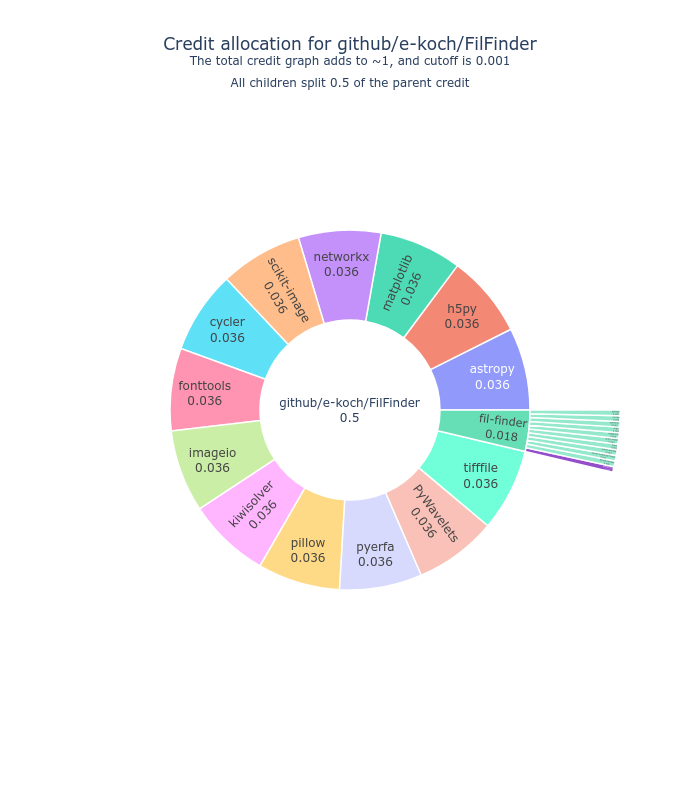 Credit allocation for github/e-koch/FilFinder
The total credit graph adds to ~1, and cutoff is 0.001
All children split 0.5 of the parent credit
networkx
0.036
matplotlib
0.036
h5py
0.036
astropy
0.036
scikit-image
0.036
cycler
0.036
fonttools
0.036
imageio
0.036
kiwisolver
0.036
pillow
0.036
pyerfa
0.036
PyWavelets
0.036
tifffile
0.036
fil-finder
0.018
github/e-koch/FilFinder
0.5